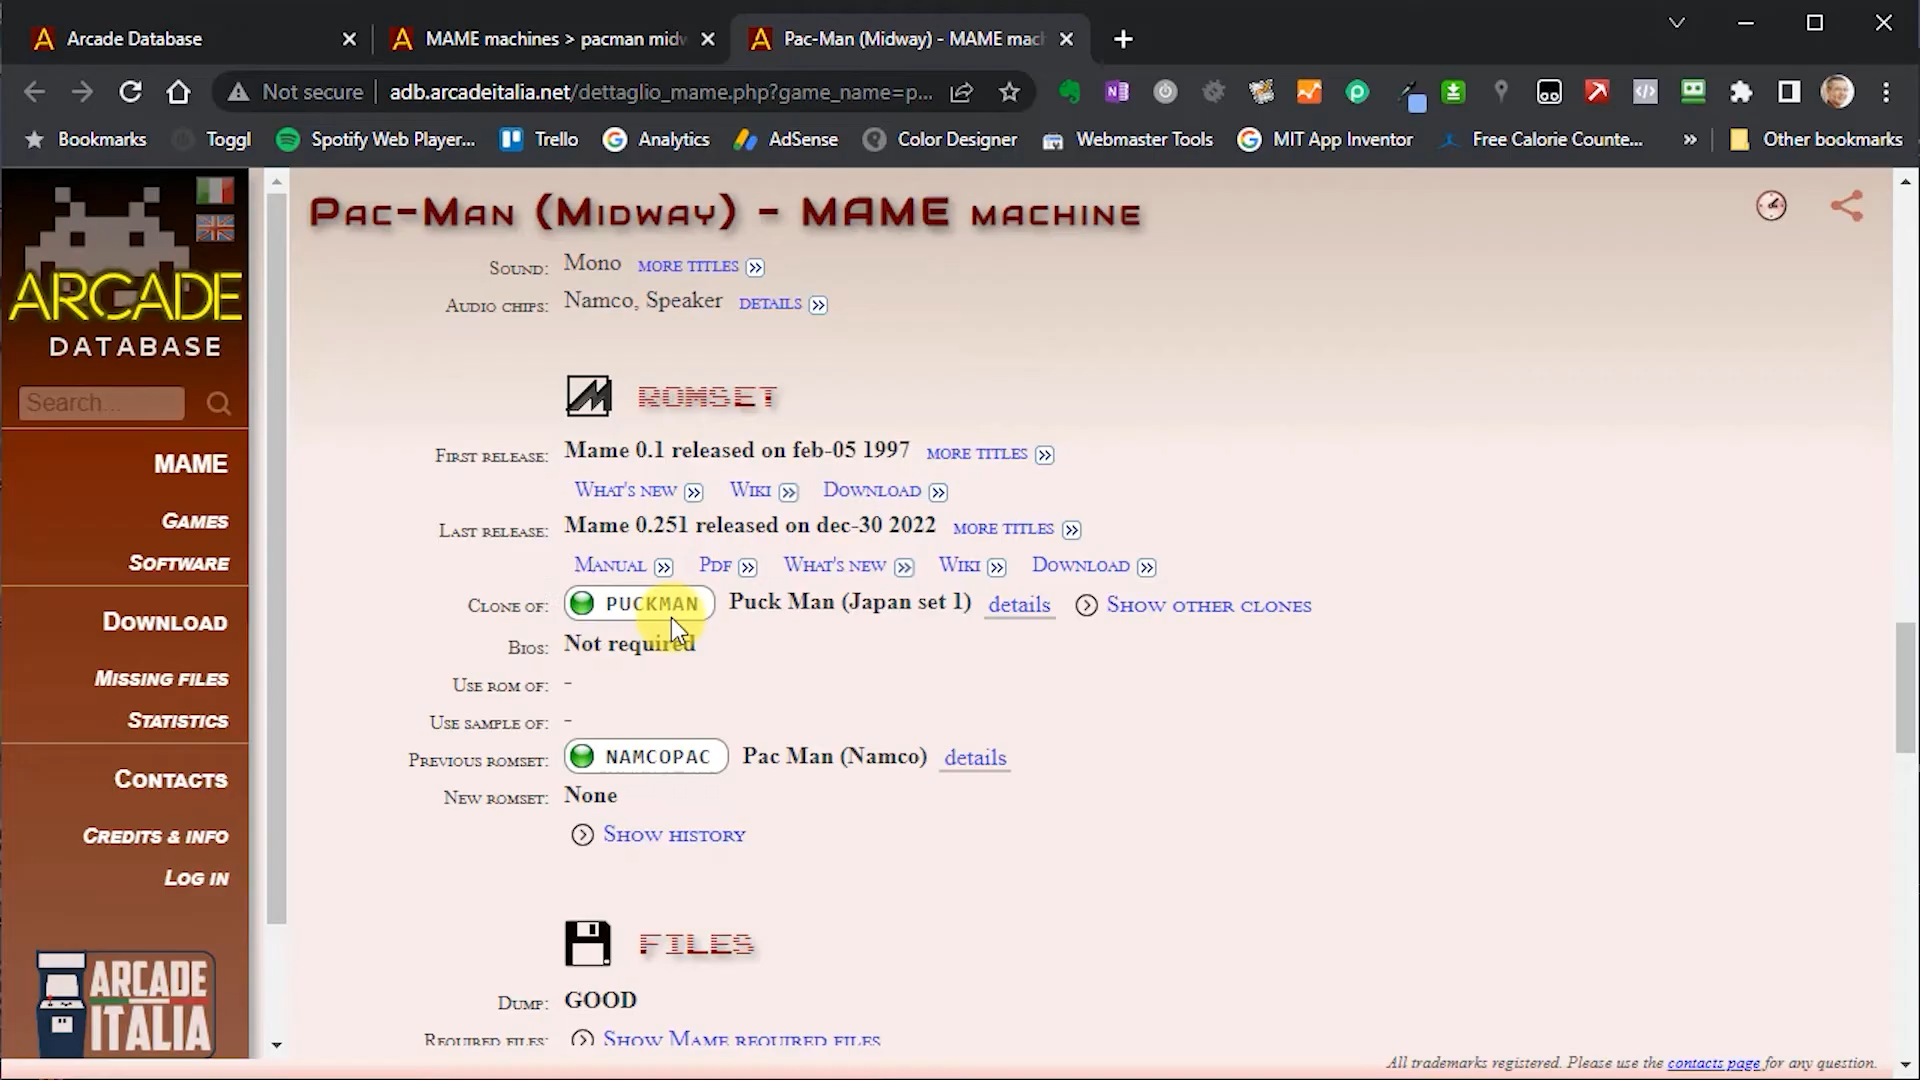 Arcade Database
MAME machines > pacman midw
Pac-Man (Midway) - MAME mach
Not secure
adb.arcadeitalia.net/dettaglio_mame.php?game_name=p...
Bookmarks
Toggl
Spotify Web Player...
Trello
Analytics
AdSense
Color Designer
Webmaster Tools
MIT App Inventor
Free Calorie Counte...
»
Other bookmarks
ARCADE
DATABASE
Search...
MAME
Games
Software
Download
Missing files
Statistics
Contacts
Credits & info
Log in
ARCADE
ITALIA
Pac-Man (Midway) - MAME machine
Sound: Mono more titles
Audio chips: Namco, Speaker details
ROMSET
First release: Mame 0.1 released on feb-05 1997 more titles
What's new Wiki Download
Last release: Mame 0.251 released on dec-30 2022 more titles
Manual Pdf What's new Wiki Download
Clone of: PUCKMAN Puck Man (Japan set 1) details Show other clones
Bios: Not required
Use rom of: -
Use sample of: -
Previous romset: NAMCOPAC Pac Man (Namco) details
New romset: None
Show history
FILES
Dump: GOOD
Required files: Show Mame required files
All trademarks registered. Please use the contacts page for any question.